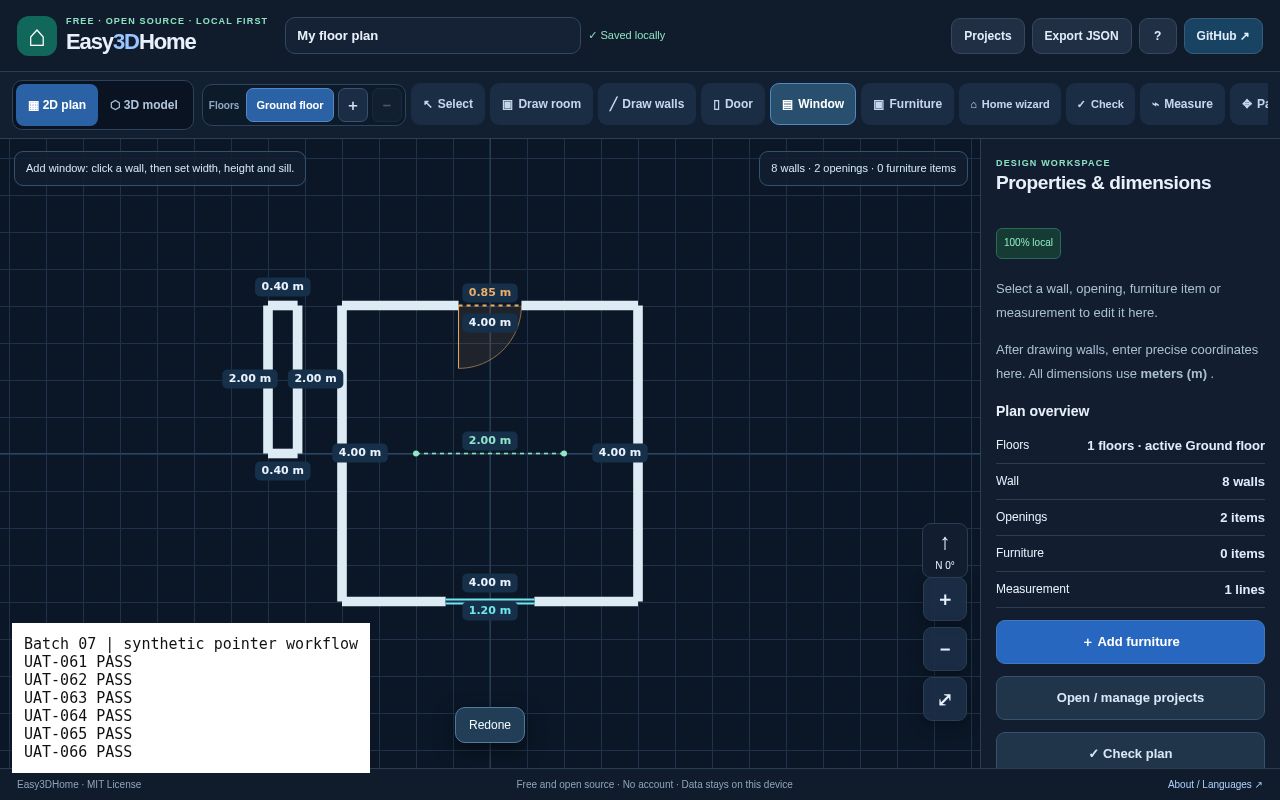 FREE · OPEN SOURCE · LOCAL FIRST
Easy3DHome
My floor plan
✓ Saved locally
Projects
Export JSON
?
GitHub ↗
2D plan
3D model
Floors
Ground floor
+
−
Select
Draw room
Draw walls
Door
Window
Furniture
Home wizard
✓ Check
Measure
Add window: click a wall, then set width, height and sill.
8 walls · 2 openings · 0 furniture items
0.40 m
0.85 m
4.00 m
2.00 m
2.00 m
2.00 m
4.00 m
4.00 m
0.40 m
4.00 m
1.20 m
↑
N 0°
+
−
Redone
Batch 07 | synthetic pointer workflow
UAT-061 PASS
UAT-062 PASS
UAT-063 PASS
UAT-064 PASS
UAT-065 PASS
UAT-066 PASS
DESIGN WORKSPACE
Properties & dimensions
100% local
Select a wall, opening, furniture item or
measurement to edit it here.
After drawing walls, enter precise coordinates
here. All dimensions use meters (m) .
Plan overview
Floors 1 floors · active Ground floor
Wall 8 walls
Openings 2 items
Furniture 0 items
Measurement 1 lines
+ Add furniture
Open / manage projects
✓ Check plan
Easy3DHome · MIT License
Free and open source · No account · Data stays on this device
About / Languages ↗